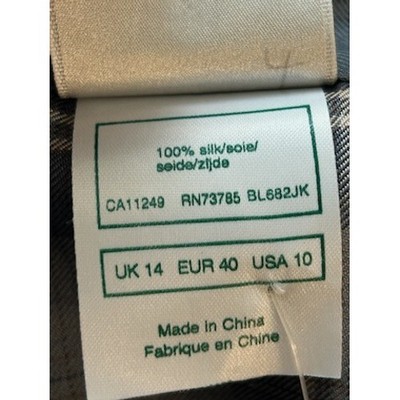 100% silk/soie/
seide/zijde
CA11249 RN73785 BL682JK
UK 14 EUR 40 USA 10
Made in China
Fabrique en Chine